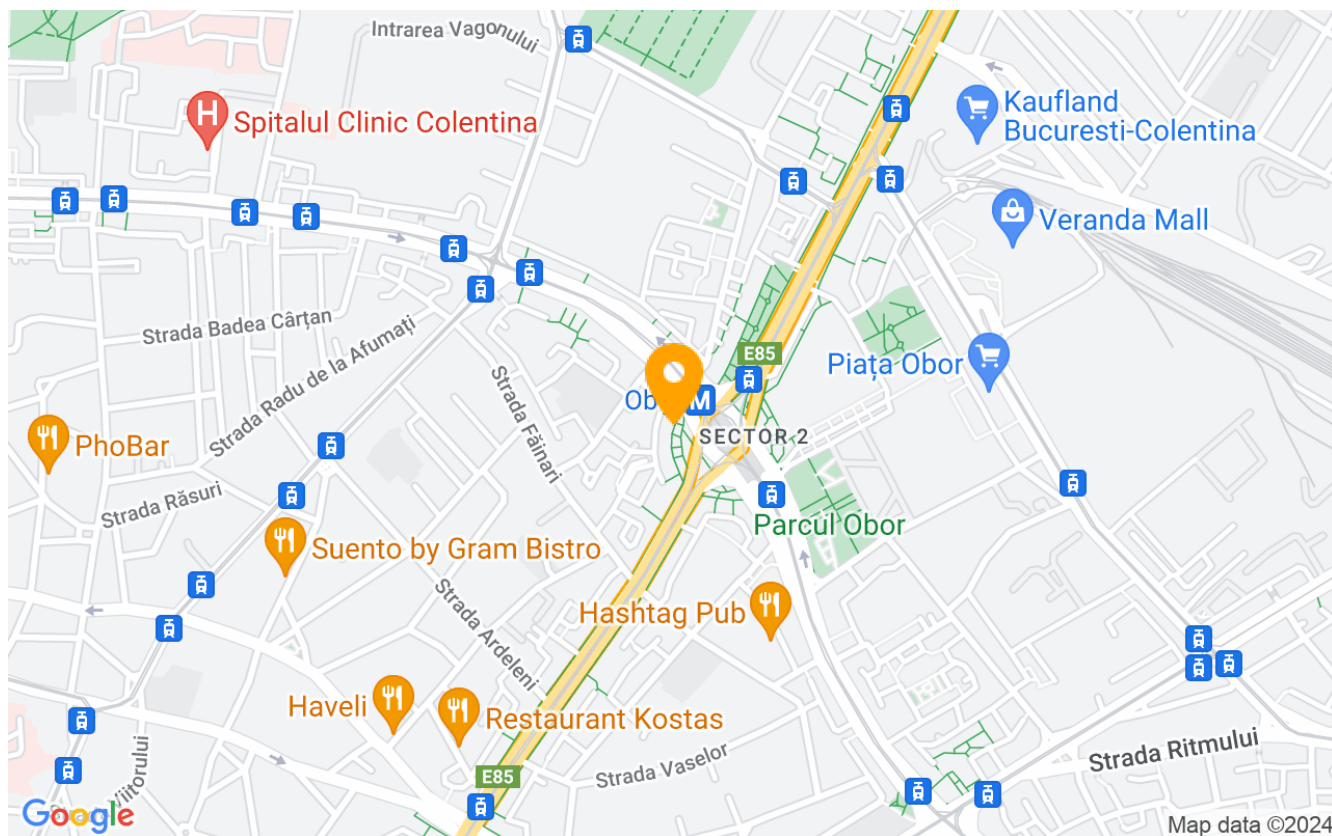 Intrarea Vagonului
H
Spitalul Clinic Colentina
Kaufland
Bucuresti-Colentina
Veranda Mall
Strada Badea Cârțan
Strada Radu de la Afumați
E85
Piața Obor
Ob
M
SECTOR 2
Strada Făinari
PhoBar
Strada Răsuri
Parcul Obor
Suento by Gram Bistro
Strada Ardeleni
Hashtag Pub
Haveli
Restaurant Kostas
Strada Vaselor
Strada Ritmului
E85
Viitorului
Google
Map data ©2024